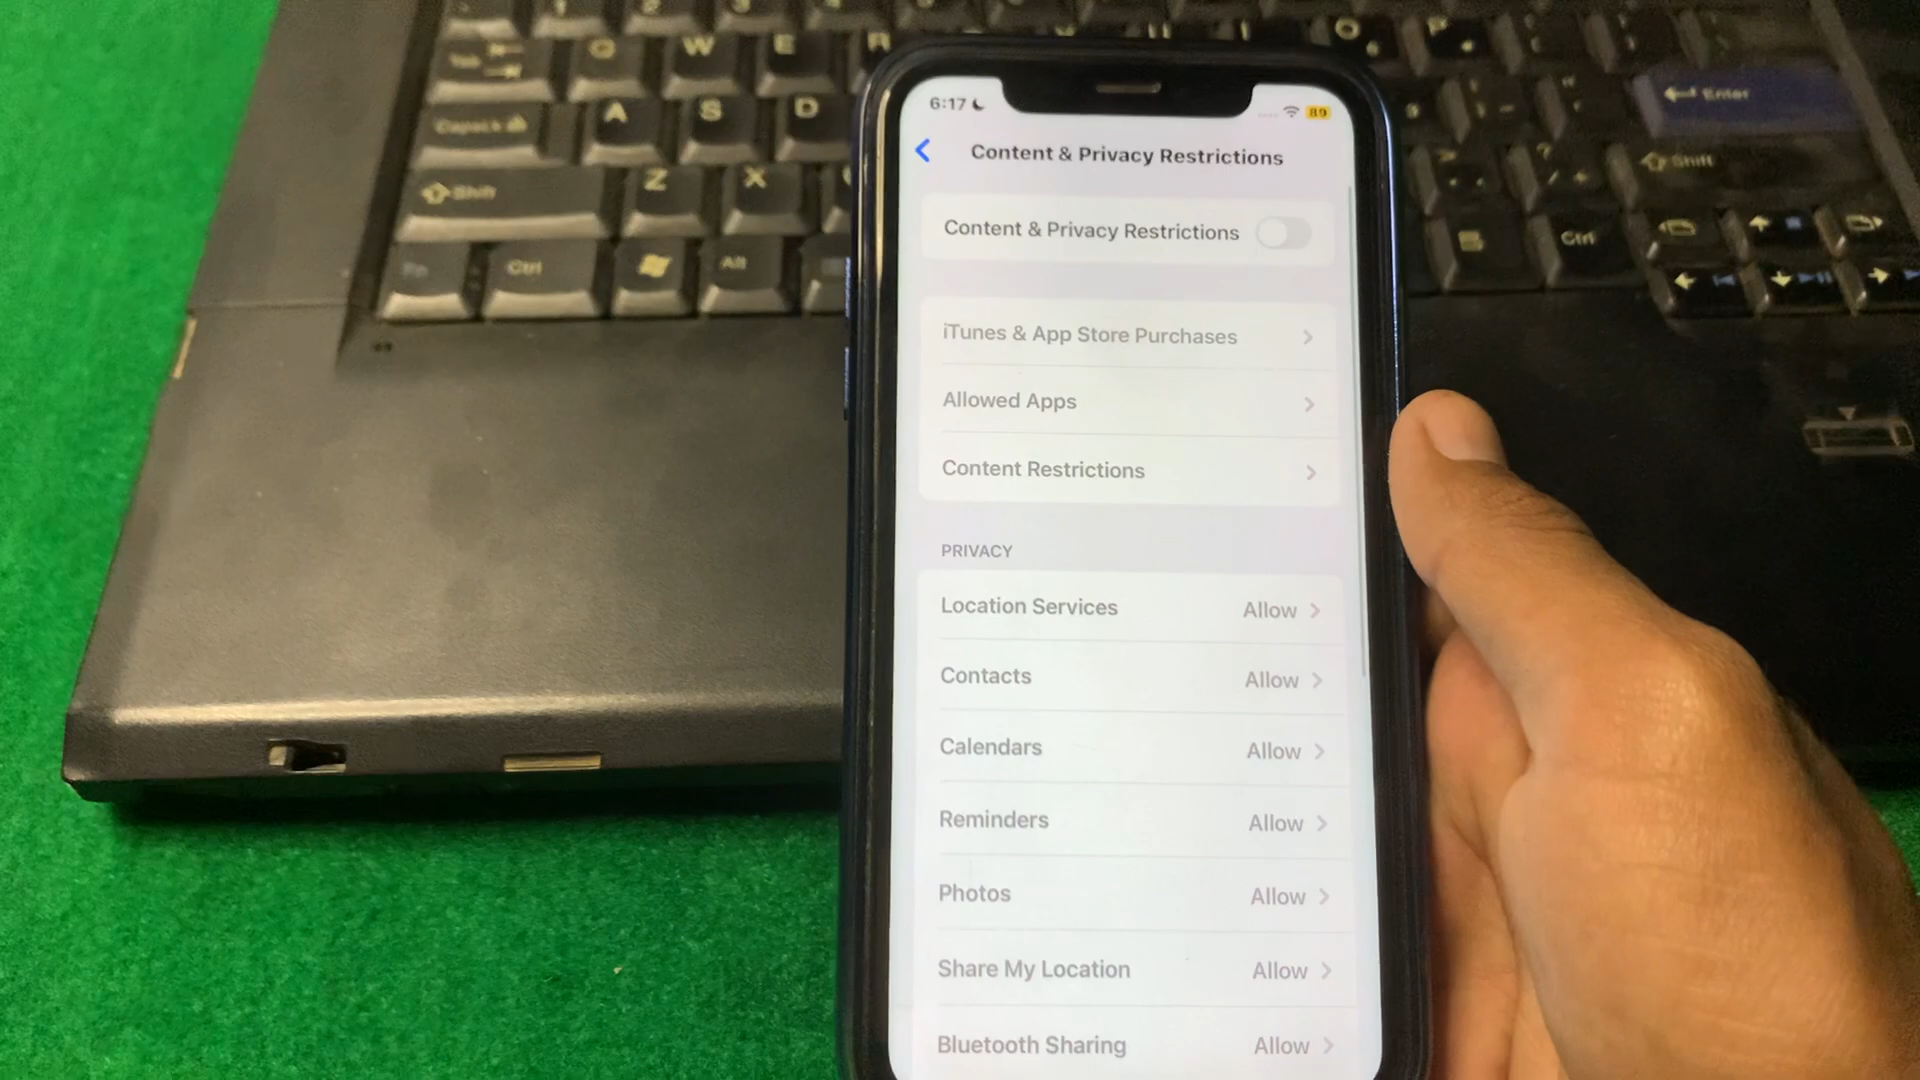 Q W E R
A S D
Enter
Shift
Z X
Shift
Ctrl Alt
Ctrl
6:17 89
Content & Privacy Restrictions
Content & Privacy Restrictions
iTunes & App Store Purchases
Allowed Apps
Content Restrictions
PRIVACY
Location Services Allow
Contacts Allow
Calendars Allow
Reminders Allow
Photos Allow
Share My Location Allow
Bluetooth Sharing Allow